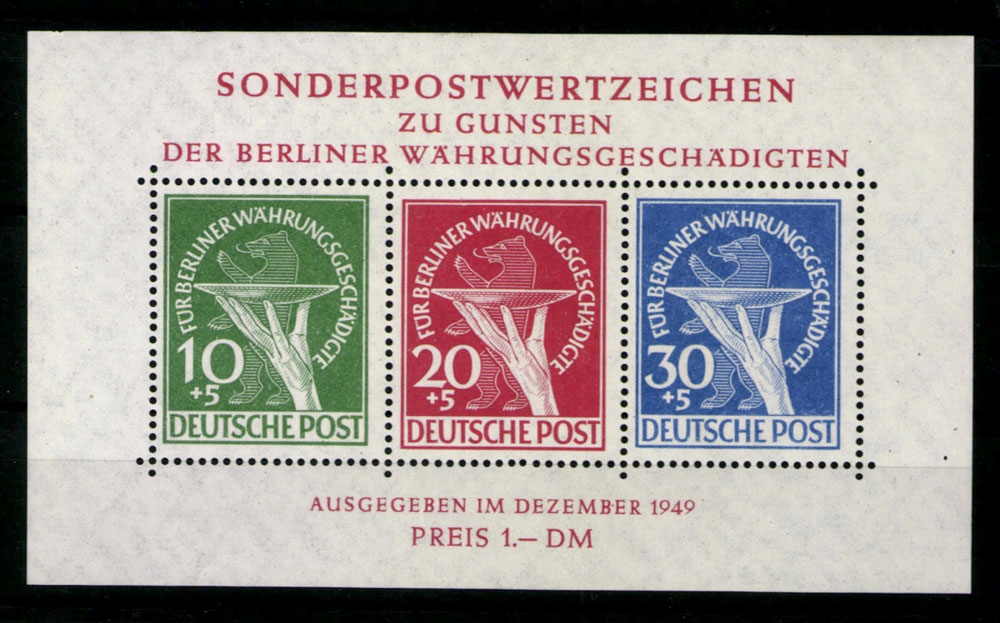 SONDERPOSTWERTZEICHEN
ZU GUNSTEN
DER BERLINER WÄHRUNGSGESCHÄDIGTEN
FÜR BERLINER WÄHRUNGSGESCHÄDIGTE
10
+5
DEUTSCHE POST
FÜR BERLINER WÄHRUNGSGESCHÄDIGTE
20
+5
DEUTSCHE POST
FÜR BERLINER WÄHRUNGSGESCHÄDIGTE
30
+5
DEUTSCHE POST
AUSGEGEBEN IM DEZEMBER 1949
PREIS 1.— DM